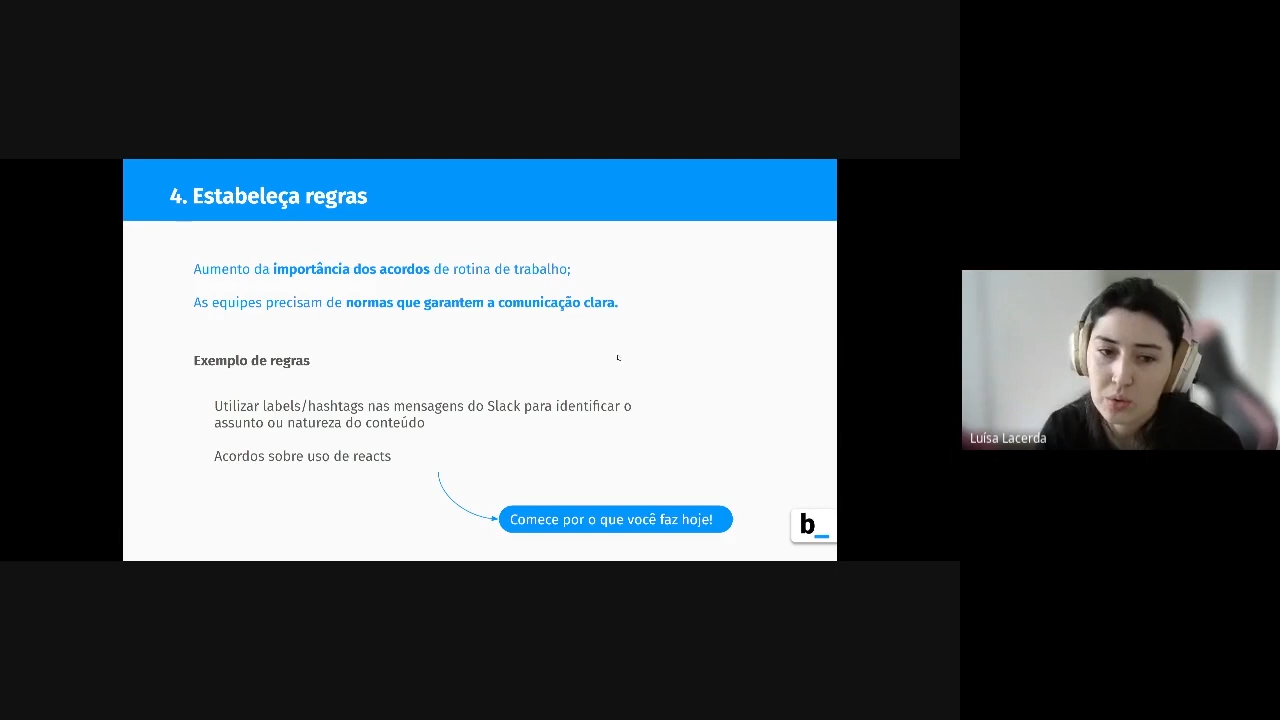 4. Estabeleça regras
Aumento da importância dos acordos de rotina de trabalho;
As equipes precisam de normas que garantem a comunicação clara.
Exemplo de regras
Utilizar labels/hashtags nas mensagens do Slack para identificar o
assunto ou natureza do conteúdo
Acordos sobre uso de reacts
Comece por o que você faz hoje!
b_
Luísa Lacerda